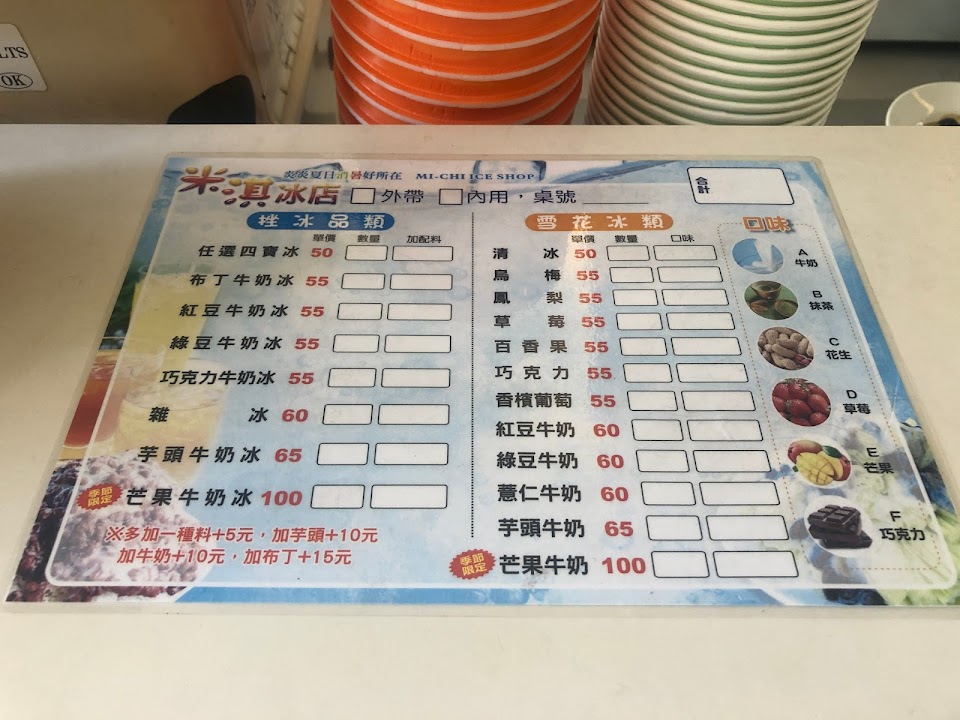 LTS
OK
炎炎夏日消暑好所在 MI-CHI ICE SHOP
米淇冰店 外帶 內用，桌號
合計
挫冰品類
單價 數量 加配料
任選四寶冰 50
布丁牛奶冰 55
紅豆牛奶冰 55
綠豆牛奶冰 55
巧克力牛奶冰 55
雜冰 60
芋頭牛奶冰 65
季節限定 芒果牛奶冰 100
※多加一種料+5元，加芋頭+10元
加牛奶+10元，加布丁+15元
雪花冰類
單價 數量 口味
清冰 50
烏梅 55
鳳梨 55
草莓 55
百香果 55
巧克力 55
香檳葡萄 55
紅豆牛奶 60
綠豆牛奶 60
薏仁牛奶 60
芋頭牛奶 65
季節限定 芒果牛奶 100
口味
A 牛奶
B 抹茶
C 花生
D 草莓
E 芒果
F 巧克力